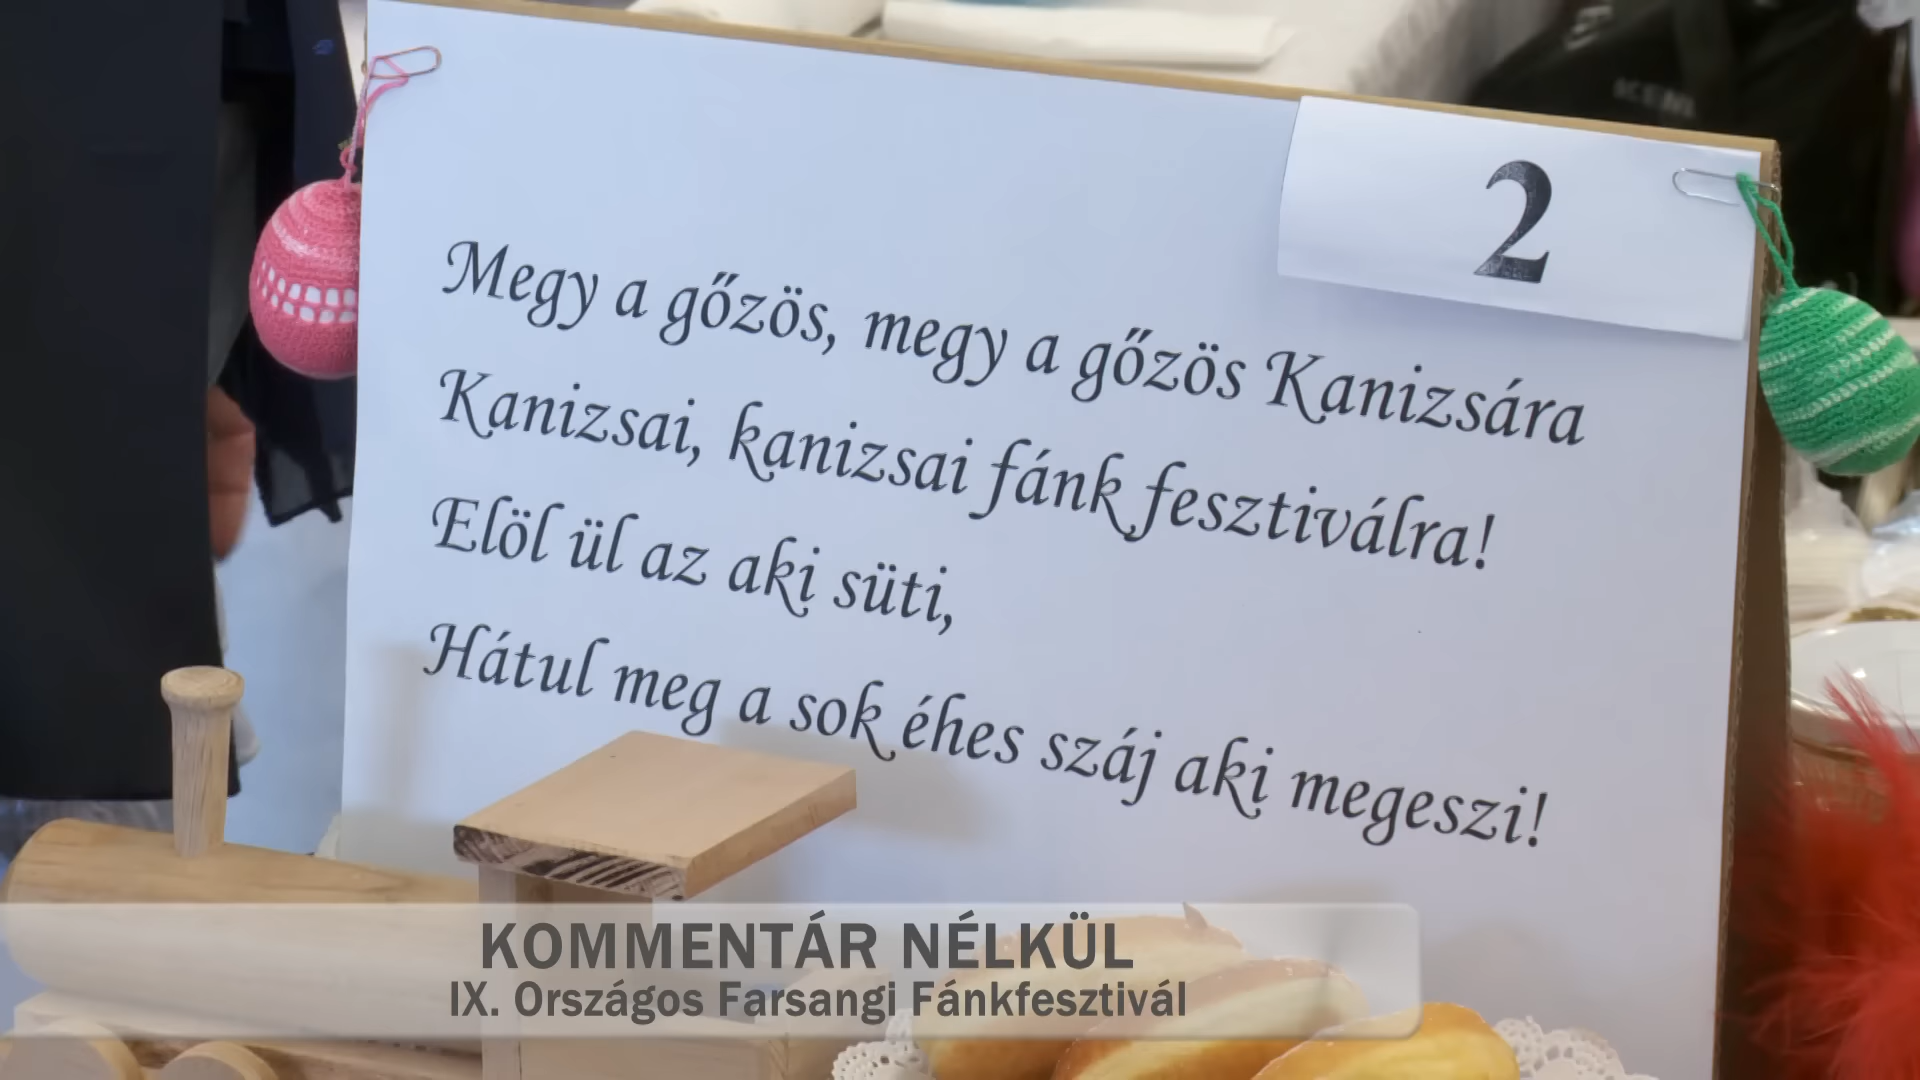 2
Megy a gőzös, megy a gőzös Kanizsára
Kanizsai, kanizsai fánk fesztiválra!
Elöl ül az aki süti,
Hátul meg a sok éhes száj aki megeszi!
KOMMENTÁR NÉLKÜL
IX. Országos Farsangi Fánkfesztivál